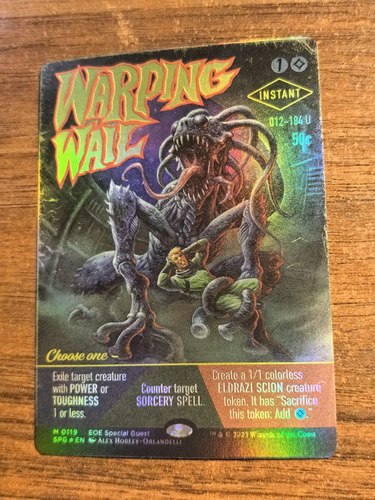 WARPING
WAIL
1
INSTANT
012-184 U
50¢
Choose one –
Exile target creature
with POWER or
TOUGHNESS
1 or less.
Counter target
SORCERY SPELL.
Create a 1/1 colorless
ELDRAZI SCION creature
token. It has "Sacrifice
this token: Add ."
M 0119 EOE Special Guest
SPG ★ EN Alex Horley-Orlandelli
™ & © 2025 Wizards of the Coast